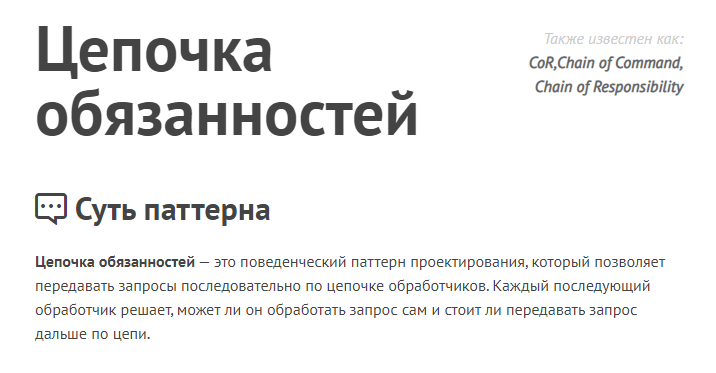 Цепочка
обязанностей
Также известен как:
CoR,Chain of Command,
Chain of Responsibility
Суть паттерна
Цепочка обязанностей — это поведенческий паттерн проектирования, который позволяет
передавать запросы последовательно по цепочке обработчиков. Каждый последующий
обработчик решает, может ли он обработать запрос сам и стоит ли передавать запрос
дальше по цепи.